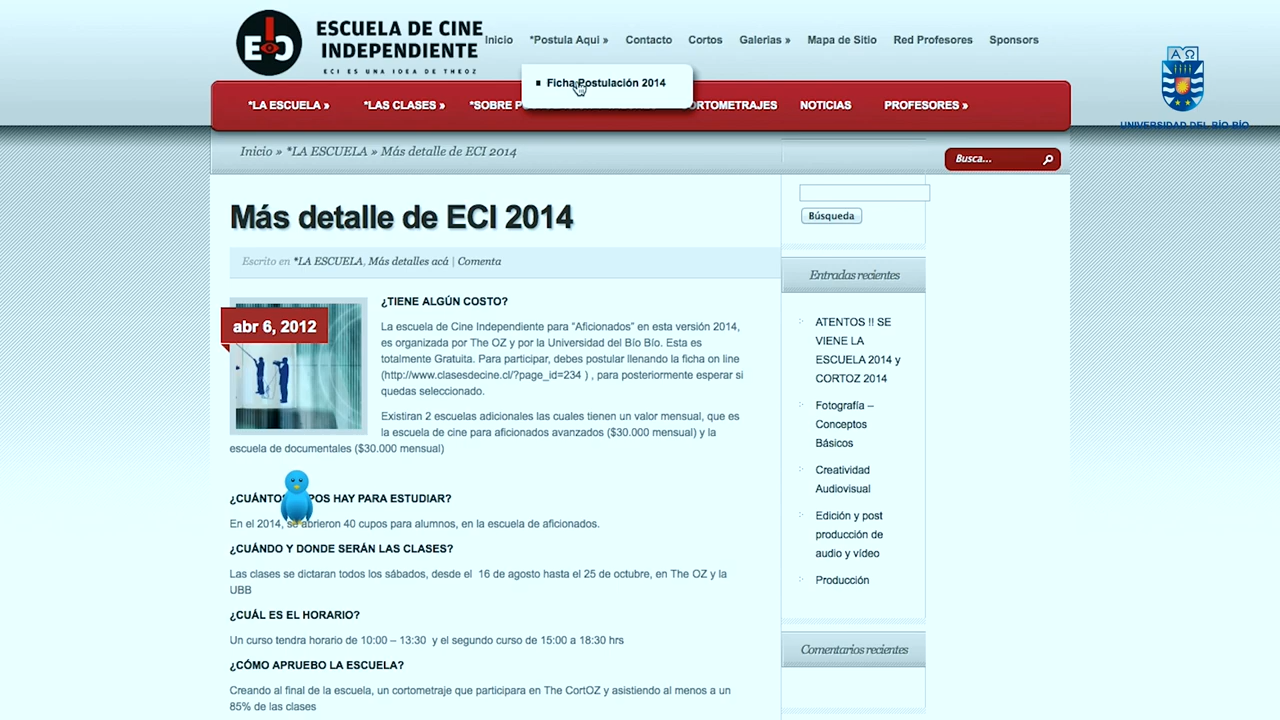 ESCUELA DE CINE
INDEPENDIENTE
ECI ES UNA IDEA DE THEOZ
Inicio *Postula Aqui » Contacto Cortos Galerias » Mapa de Sitio Red Profesores Sponsors
Ficha Postulación 2014
*LA ESCUELA » *LAS CLASES » *SOBRE CORTOMETRAJES NOTICIAS PROFESORES »
UNIVERSIDAD DEL BÍO BÍO
Inicio » *LA ESCUELA » Más detalle de ECI 2014
Busca...
Más detalle de ECI 2014
Búsqueda
Escrito en *LA ESCUELA, Más detalles acá | Comenta
abr 6, 2012
¿TIENE ALGÚN COSTO?
La escuela de Cine Independiente para "Aficionados" en esta versión 2014,
es organizada por The OZ y por la Universidad del Bío Bío. Esta es
totalmente Gratuita. Para participar, debes postular llenando la ficha on line
(http://www.clasesdecine.cl/?page_id=234 ) , para posteriormente esperar si
quedas seleccionado.
Existiran 2 escuelas adicionales las cuales tienen un valor mensual, que es
la escuela de cine para aficionados avanzados ($30.000 mensual) y la
escuela de documentales ($30.000 mensual)
HAY PARA ESTUDIAR?
En el 2014, se abrieron 40 cupos para alumnos, en la escuela de aficionados.
¿CUÁNDO Y DONDE SERÁN LAS CLASES?
Las clases se dictaran todos los sábados, desde el 16 de agosto hasta el 25 de octubre, en The OZ y la
UBB
¿CUÁL ES EL HORARIO?
Un curso tendra horario de 10:00 – 13:30 y el segundo curso de 15:00 a 18:30 hrs
¿CÓMO APRUEBO LA ESCUELA?
Creando al final de la escuela, un cortometraje que participara en The CortOZ y asistiendo al menos a un
85% de las clases
Entradas recientes
ATENTOS !! SE
VIENE LA
ESCUELA 2014 y
CORTOZ 2014
Fotografía –
Conceptos
Básicos
Creatividad
Audiovisual
Edición y post
producción de
audio y vídeo
Producción
Comentarios recientes